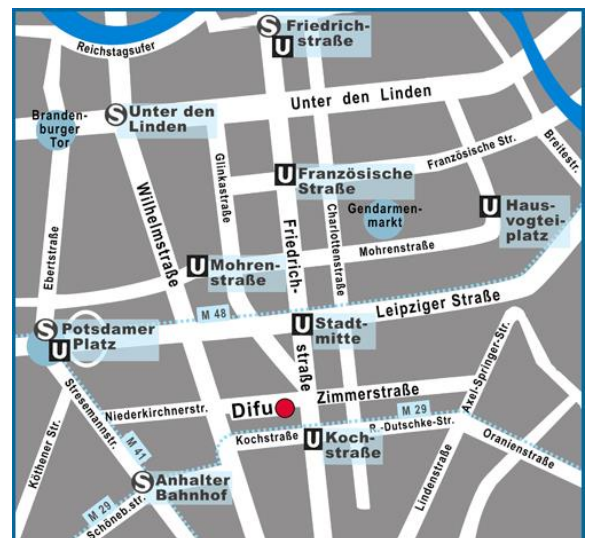 Reichstagsufer
S Friedrich-
U straße
Branden-
burger
Tor
S Unter den
Linden
Unter den Linden
Breitestr.
Glinkastraße
U Französische
Straße
Französische Str.
Wilhelmstraße
Friedrich-
straße
Charlottenstraße
Gendarmen-
markt
U Haus-
vogtei-
platz
Ebertstraße
U Mohren-
straße
Mohrenstraße
M 48
Leipziger Straße
S Potsdamer
U Platz
U Stadt-
mitte
Axel-Springer-Str.
Stresemannstr.
Niederkirchnerstr.
Difu
Zimmerstraße
M 29
Kochstraße
U Koch-
straße
R.-Dutschke-Str.
Oranienstraße
Köthener Str.
M 41
S Anhalter
Bahnhof
Lindenstraße
M 29
Schöneb.str.